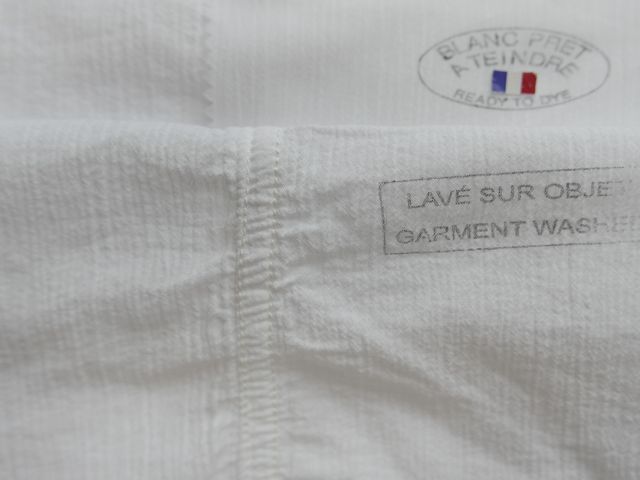 BLANC PRET
A TEINDRE
READY TO DYE
LAVÉ SUR OBJE
GARMENT WASHE